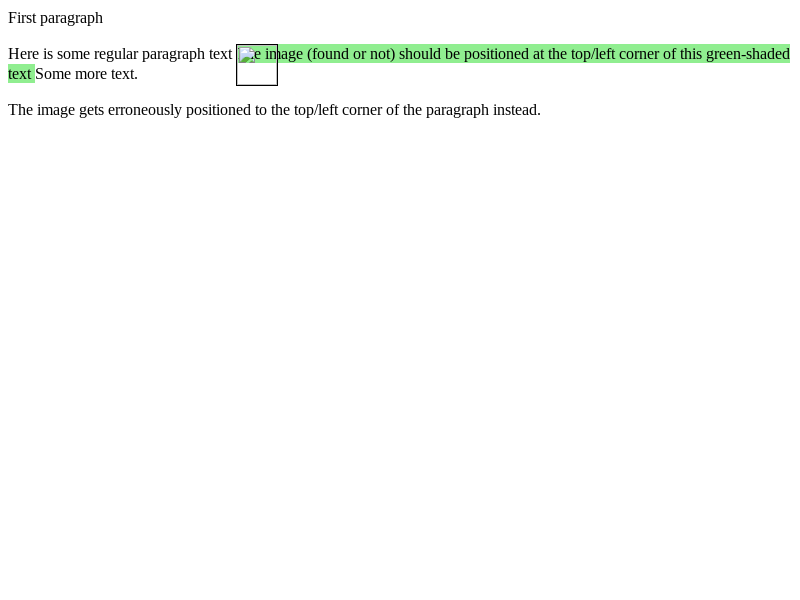 First paragraph
Here is some regular paragraph text image (found or not) should be positioned at the top/left corner of this green-shaded
text Some more text.
The image gets erroneously positioned to the top/left corner of the paragraph instead.